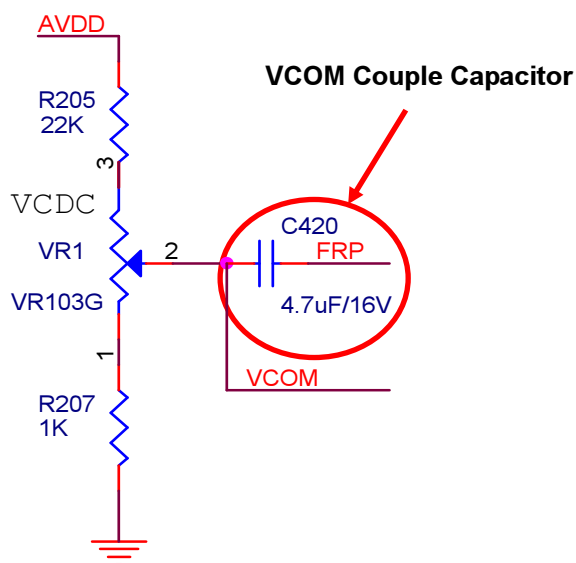 AVDD
VCOM Couple Capacitor
R205
22K
3
VCDC
VR1
VR103G
2
C420
FRP
4.7uF/16V
1
VCOM
R207
1K